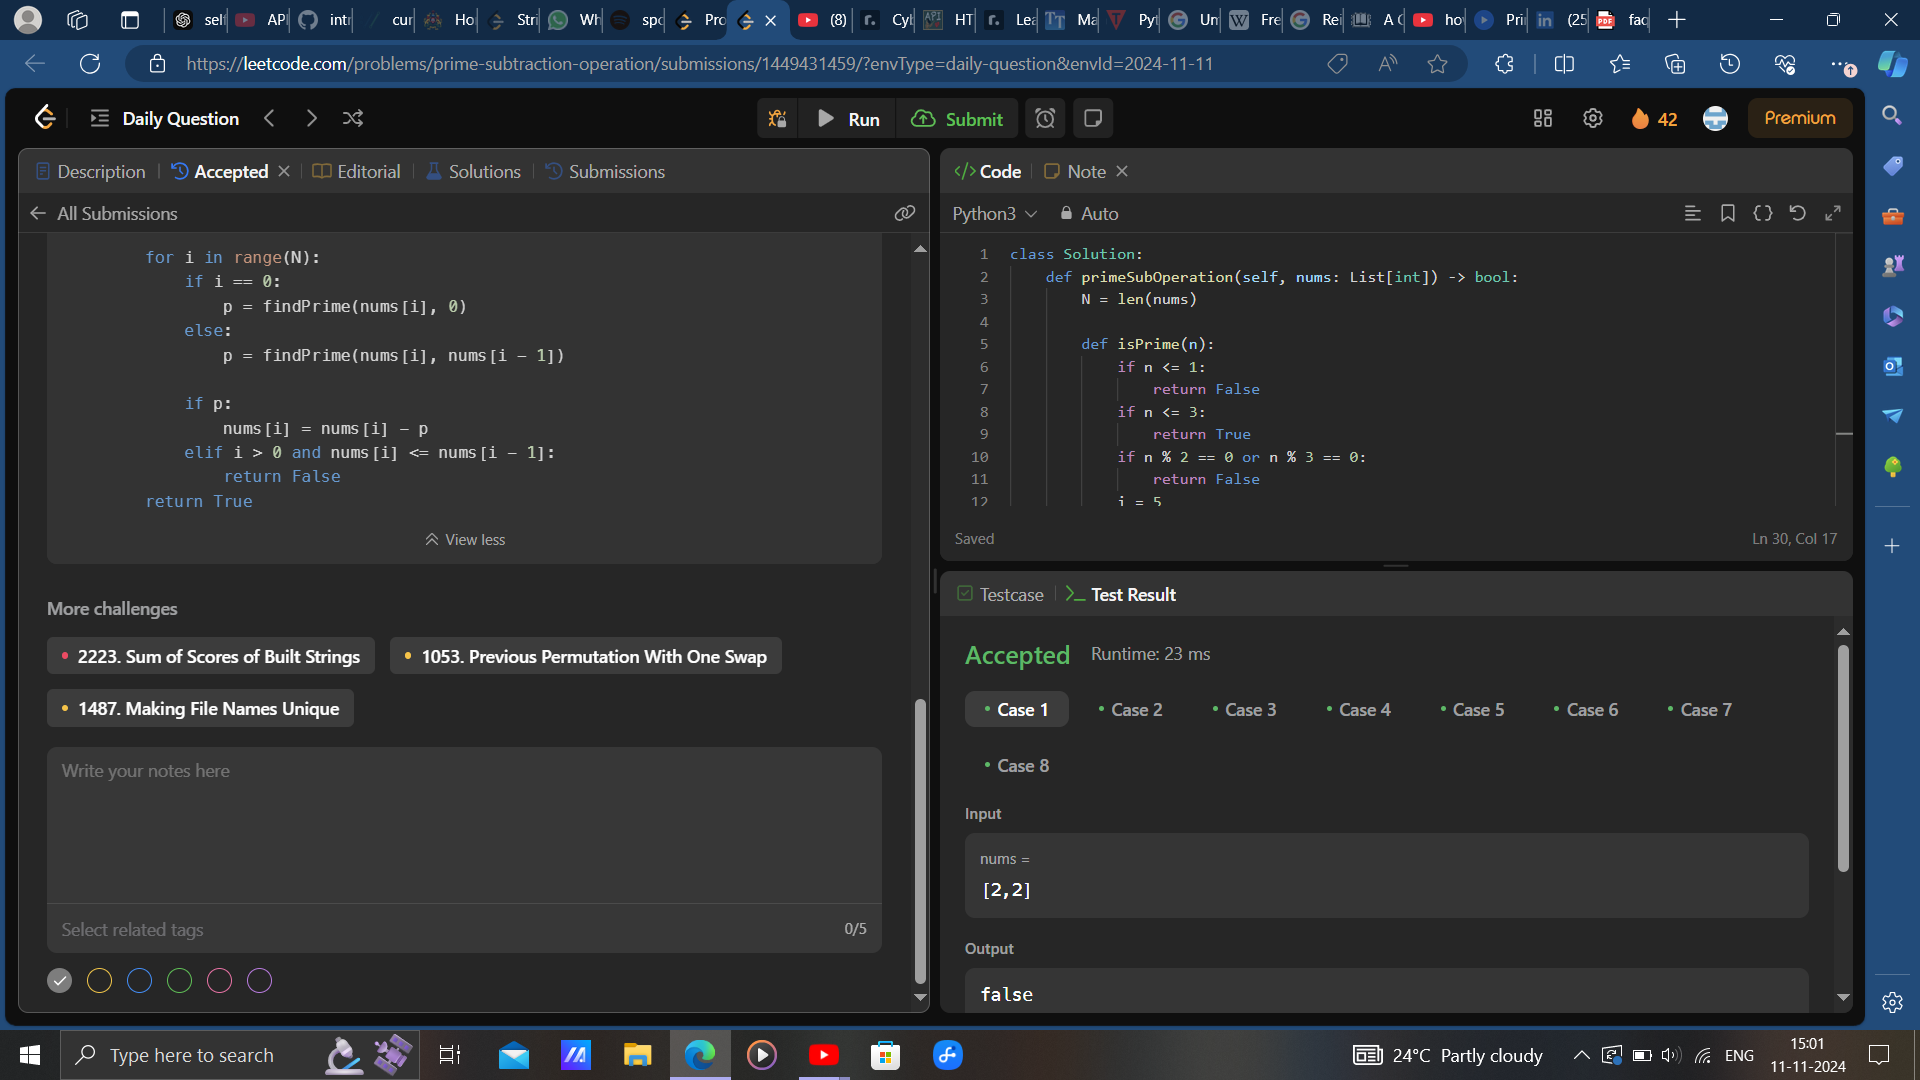 self
API
intr
cur
Ho
Stri
Wh
spo
Pro
(8)
Cyb
HT
Lea
Ma
Pyt
Un
Fre
Rei
A C
ho
Pri
(25
faq
https://leetcode.com/problems/prime-subtraction-operation/submissions/1449431459/?envType=daily-question&envId=2024-11-11
Daily Question
Run
Submit
42
Premium
Description
Accepted
Editorial
Solutions
Submissions
All Submissions
for i in range(N):
if i == 0:
p = findPrime(nums[i], 0)
else:
p = findPrime(nums[i], nums[i - 1])
if p:
nums[i] = nums[i] - p
elif i > 0 and nums[i] <= nums[i - 1]:
return False
return True
View less
More challenges
2223. Sum of Scores of Built Strings
1053. Previous Permutation With One Swap
1487. Making File Names Unique
Write your notes here
Select related tags
0/5
Code
Note
Python3
Auto
1 class Solution:
2 def primeSubOperation(self, nums: List[int]) -> bool:
3 N = len(nums)
4
5 def isPrime(n):
6 if n <= 1:
7 return False
8 if n <= 3:
9 return True
10 if n % 2 == 0 or n % 3 == 0:
11 return False
12 i = 5
Saved
Ln 30, Col 17
Testcase
Test Result
Accepted
Runtime: 23 ms
Case 1
Case 2
Case 3
Case 4
Case 5
Case 6
Case 7
Case 8
Input
nums =
[2,2]
Output
false
Type here to search
24°C Partly cloudy
ENG
15:01
11-11-2024